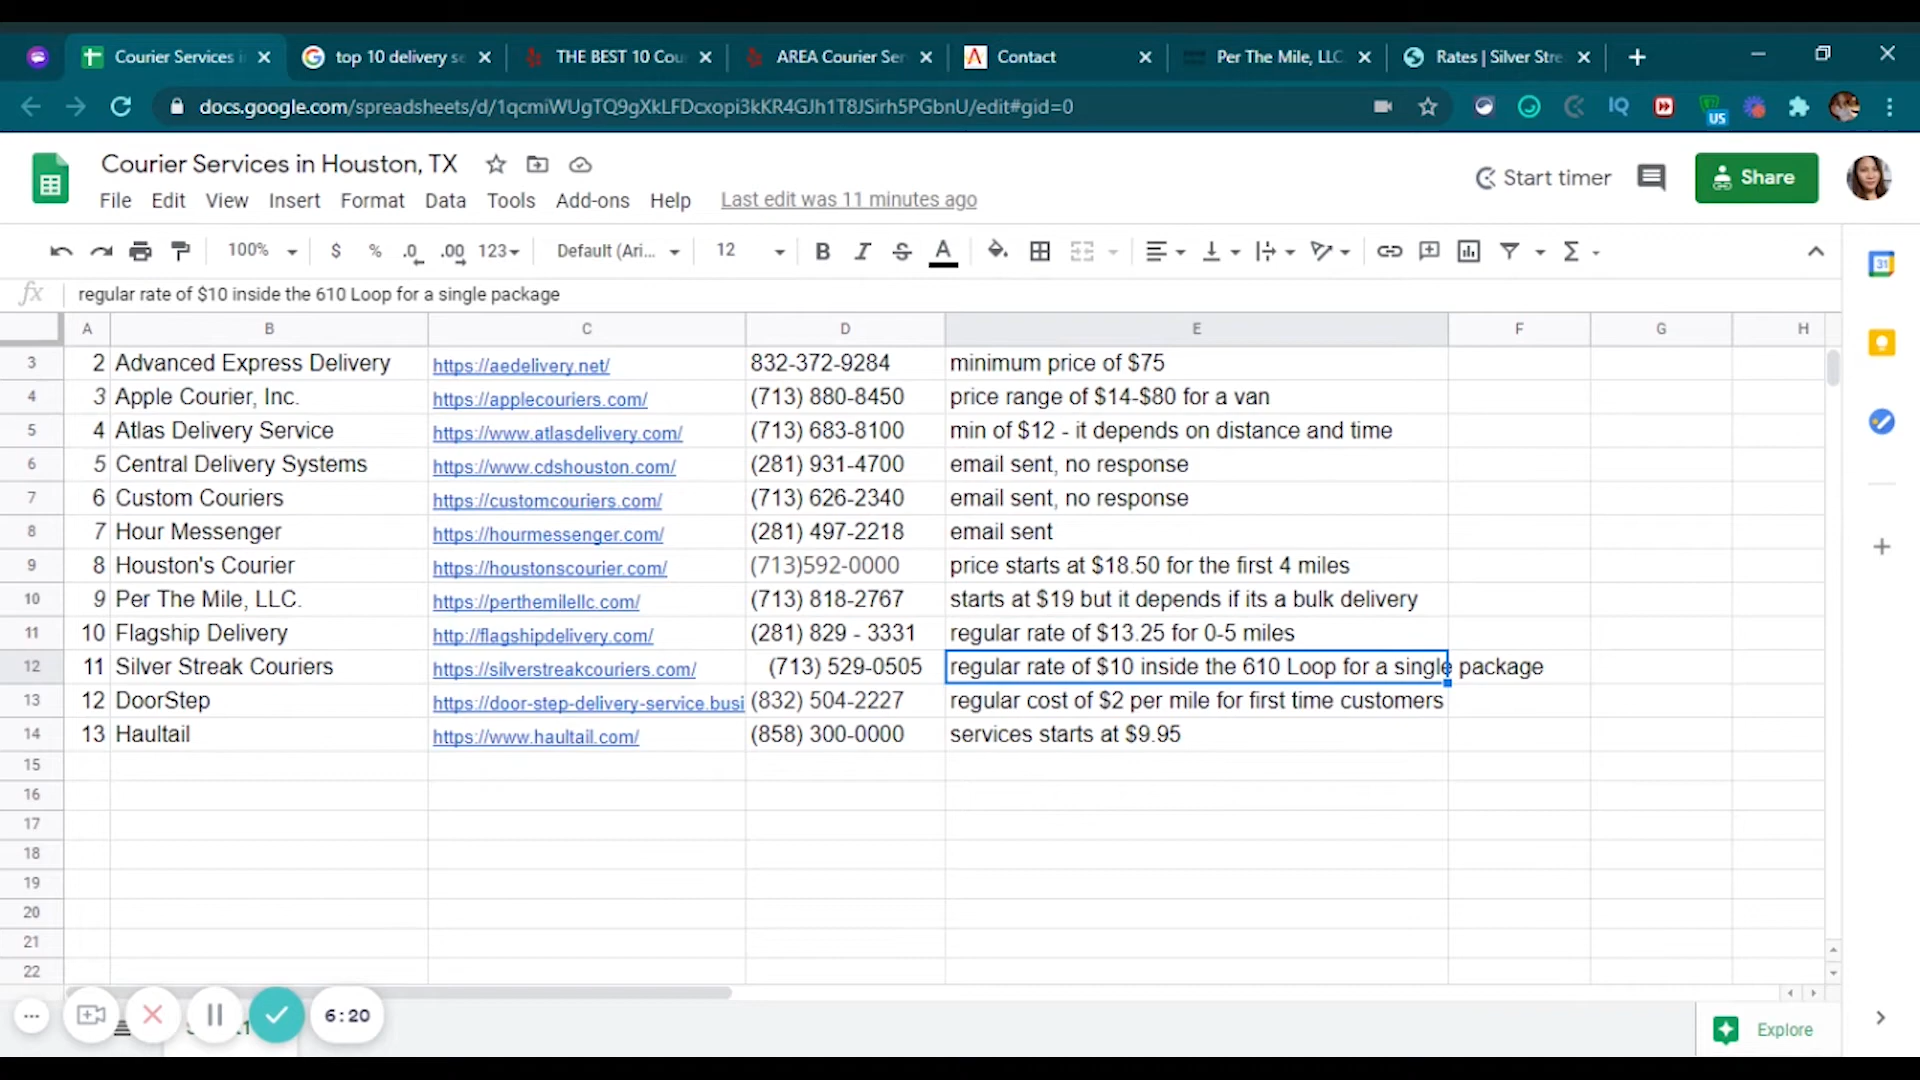 Courier Services i
top 10 delivery se
THE BEST 10 Cou
AREA Courier Ser
Contact
Per The Mile, LLC
Rates | Silver Stre
docs.google.com/spreadsheets/d/1qcmiWUgTQ9gXkLFDcxopi3kKR4GJh1T8JSirh5PGbnU/edit#gid=0
IQ
US
Courier Services in Houston, TX
Start timer
Share
File Edit View Insert Format Data Tools Add-ons Help Last edit was 11 minutes ago
100% $ % .0 .00 123 Default (Ari... 12 B I S A
31
fx regular rate of $10 inside the 610 Loop for a single package
A B C D E F G H
3 2 Advanced Express Delivery https://aedelivery.net/ 832-372-9284 minimum price of $75
4 3 Apple Courier, Inc. https://applecouriers.com/ (713) 880-8450 price range of $14-$80 for a van
5 4 Atlas Delivery Service https://www.atlasdelivery.com/ (713) 683-8100 min of $12 - it depends on distance and time
6 5 Central Delivery Systems https://www.cdshouston.com/ (281) 931-4700 email sent, no response
7 6 Custom Couriers https://customcouriers.com/ (713) 626-2340 email sent, no response
8 7 Hour Messenger https://hourmessenger.com/ (281) 497-2218 email sent
9 8 Houston's Courier https://houstonscourier.com/ (713)592-0000 price starts at $18.50 for the first 4 miles
10 9 Per The Mile, LLC. https://perthemilellc.com/ (713) 818-2767 starts at $19 but it depends if its a bulk delivery
11 10 Flagship Delivery http://flagshipdelivery.com/ (281) 829 - 3331 regular rate of $13.25 for 0-5 miles
12 11 Silver Streak Couriers https://silverstreakcouriers.com/ (713) 529-0505 regular rate of $10 inside the 610 Loop for a single package
13 12 DoorStep https://door-step-delivery-service.busi (832) 504-2227 regular cost of $2 per mile for first time customers
14 13 Haultail https://www.haultail.com/ (858) 300-0000 services starts at $9.95
15
16
17
18
19
20
21
22
6:20
Explore